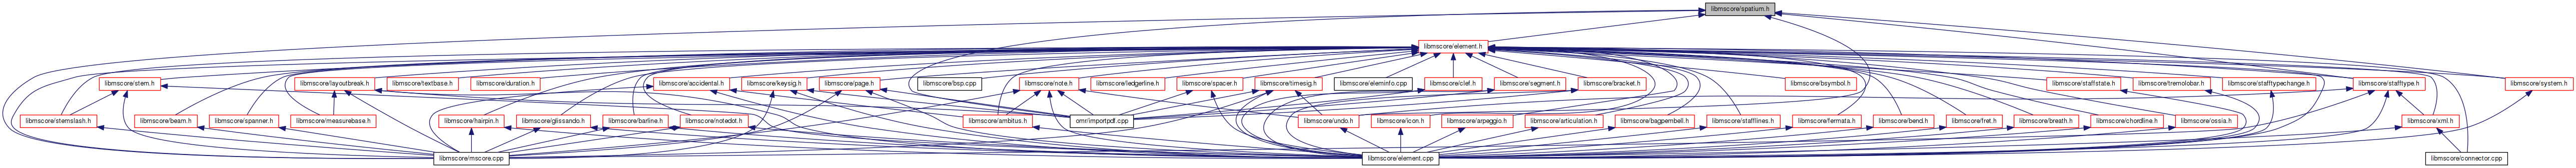 libmscore/spatium.h
libmscore/element.h
libmscore/stem.h
libmscore/layoutbreak.h
libmscore/textbase.h
libmscore/duration.h
libmscore/accidental.h
libmscore/keysig.h
libmscore/page.h
libmscore/bsp.cpp
libmscore/note.h
libmscore/ledgerline.h
libmscore/spacer.h
libmscore/timesig.h
libmscore/eleminfo.cpp
libmscore/clef.h
libmscore/segment.h
libmscore/bracket.h
libmscore/bsymbol.h
libmscore/staffstate.h
libmscore/tremolobar.h
libmscore/stafftypechange.h
libmscore/stafftype.h
libmscore/system.h
libmscore/stemslash.h
libmscore/beam.h
libmscore/spanner.h
libmscore/measurebase.h
libmscore/hairpin.h
libmscore/glissando.h
libmscore/barline.h
libmscore/notedot.h
libmscore/ambitus.h
omr/importpdf.cpp
libmscore/undo.h
libmscore/icon.h
libmscore/arpeggio.h
libmscore/articulation.h
libmscore/bagpembell.h
libmscore/stafflines.h
libmscore/fermata.h
libmscore/bend.h
libmscore/fret.h
libmscore/breath.h
libmscore/chordline.h
libmscore/ossia.h
libmscore/xml.h
libmscore/mscore.cpp
libmscore/element.cpp
libmscore/connector.cpp